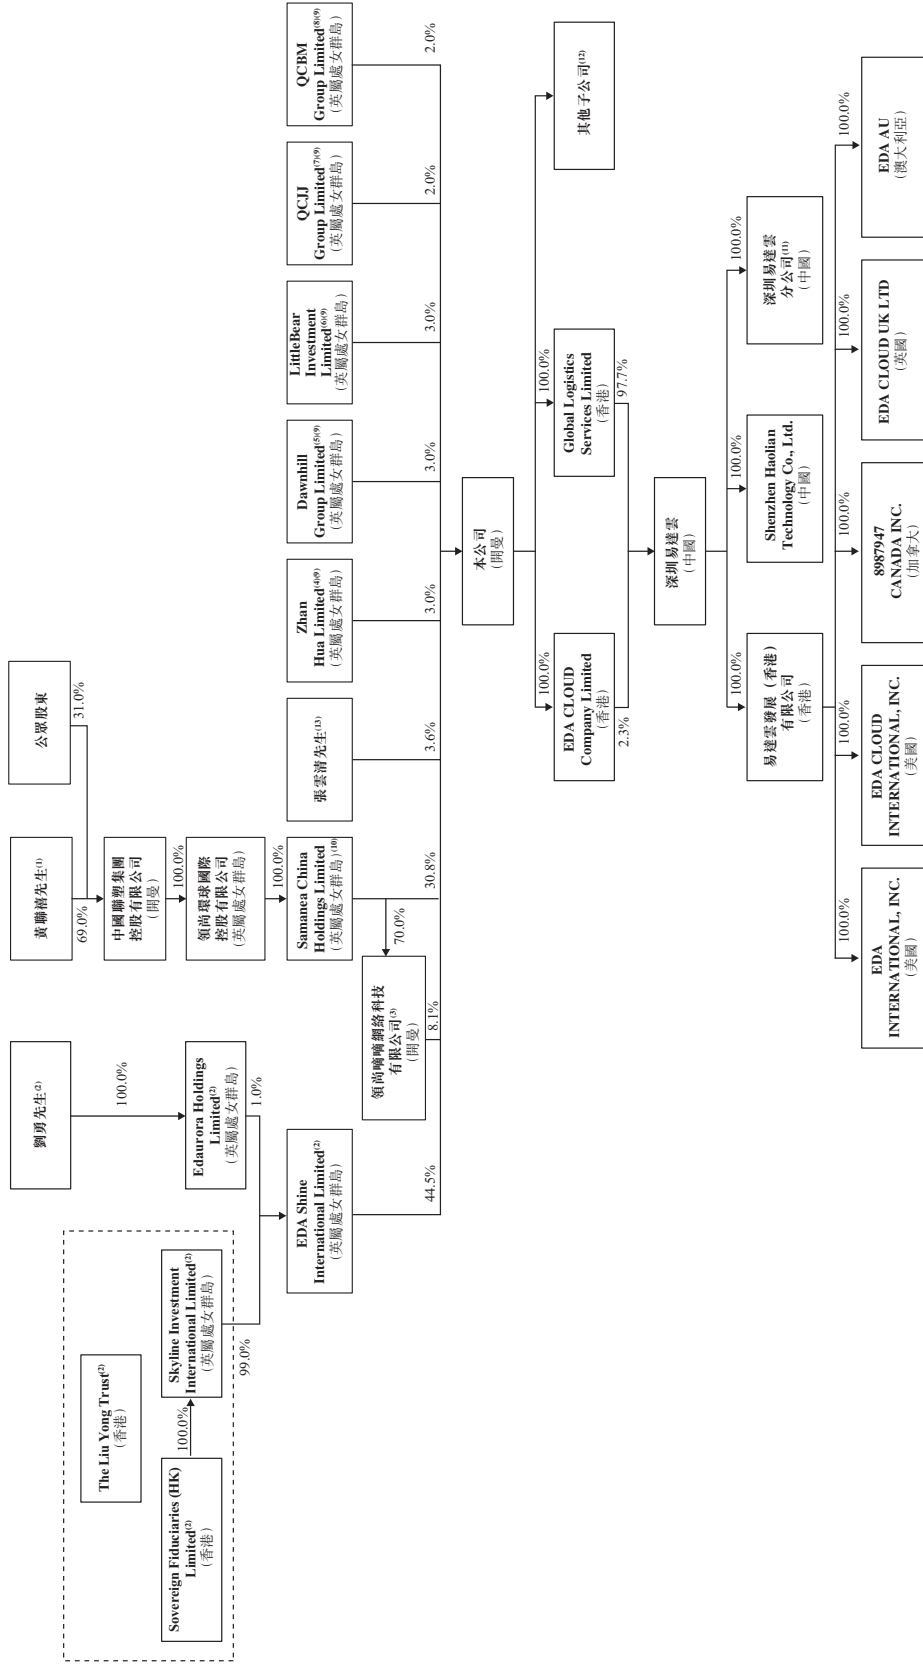 The Liu Yong Trust(2)
(香港)
Sovereign Fiduciaries (HK)
Limited(2)
(香港)
100.0%
Skyline Investment
International Limited(2)
(英屬處女群島)
99.0%
劉勇先生(2)
100.0%
Edaurora Holdings
Limited(2)
(英屬處女群島)
1.0%
EDA Shine
International Limited(2)
(英屬處女群島)
44.5%
黃聯禧先生(1)
69.0%
公眾股東
31.0%
中國聯塑集團
控股有限公司
(開曼)
100.0%
領尚環球國際
控股有限公司
(英屬處女群島)
100.0%
Samanea China
Holdings Limited
(英屬處女群島)(10)
70.0%
30.8%
領尚嘀嘀網絡科技
有限公司(3)
(開曼)
8.1%
張雲清先生(13)
3.6%
Zhan
Hua Limited(4)(9)
(英屬處女群島)
3.0%
Dawnhill
Group Limited(5)(9)
(英屬處女群島)
3.0%
LittleBear
Investment
Limited(6)(9)
(英屬處女群島)
3.0%
QCJJ
Group Limited(7)(9)
(英屬處女群島)
2.0%
QCBM
Group Limited(8)(9)
(英屬處女群島)
2.0%
本公司
(開曼)
100.0%
EDA CLOUD
Company Limited
(香港)
2.3%
100.0%
Global Logistics
Services Limited
(香港)
97.7%
其他子公司(12)
深圳易達雲
(中國)
100.0%
易達雲發展 (香港)
有限公司
(香港)
100.0%
Shenzhen Haolian
Technology Co., Ltd.
(中國)
100.0%
深圳易達雲
分公司(11)
(中國)
100.0%
EDA
INTERNATIONAL, INC.
(美國)
100.0%
EDA CLOUD
INTERNATIONAL, INC.
(美國)
100.0%
8987947
CANADA INC.
(加拿大)
100.0%
EDA CLOUD UK LTD
(英國)
100.0%
EDA AU
(澳大利亞)